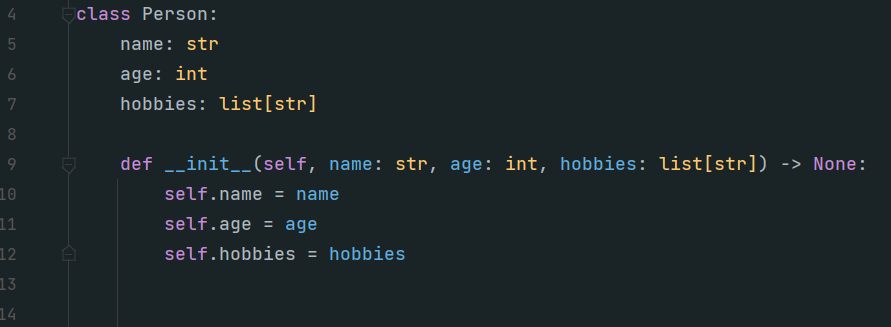 4 class Person:
5     name: str
6     age: int
7     hobbies: list[str]
8
9     def __init__(self, name: str, age: int, hobbies: list[str]) -> None:
10         self.name = name
11         self.age = age
12         self.hobbies = hobbies
13
14